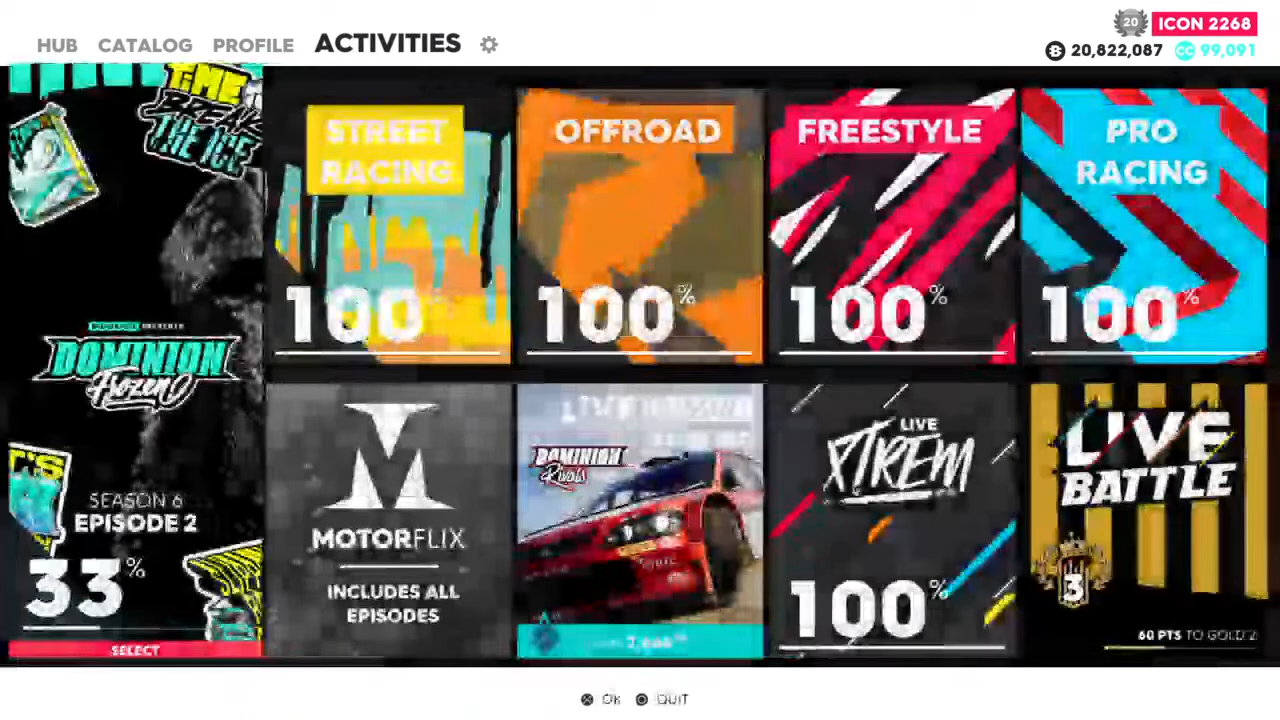 HUB CATALOG PROFILE ACTIVITIES
20 ICON 2268
20,822,087 CC 99,091
TIME
BREAK
THE ICE
DOMINION
Frozen
SEASON 6
EPISODE 2
33%
SELECT
STREET
RACING
100%
OFFROAD
100%
FREESTYLE
100%
PRO
RACING
100%
MOTORFLIX
INCLUDES ALL
EPISODES
DOMINION
Rivals
LIVE
XTREM
100%
LIVE
BATTLE
3
60 PTS TO GOLD 2
OK QUIT